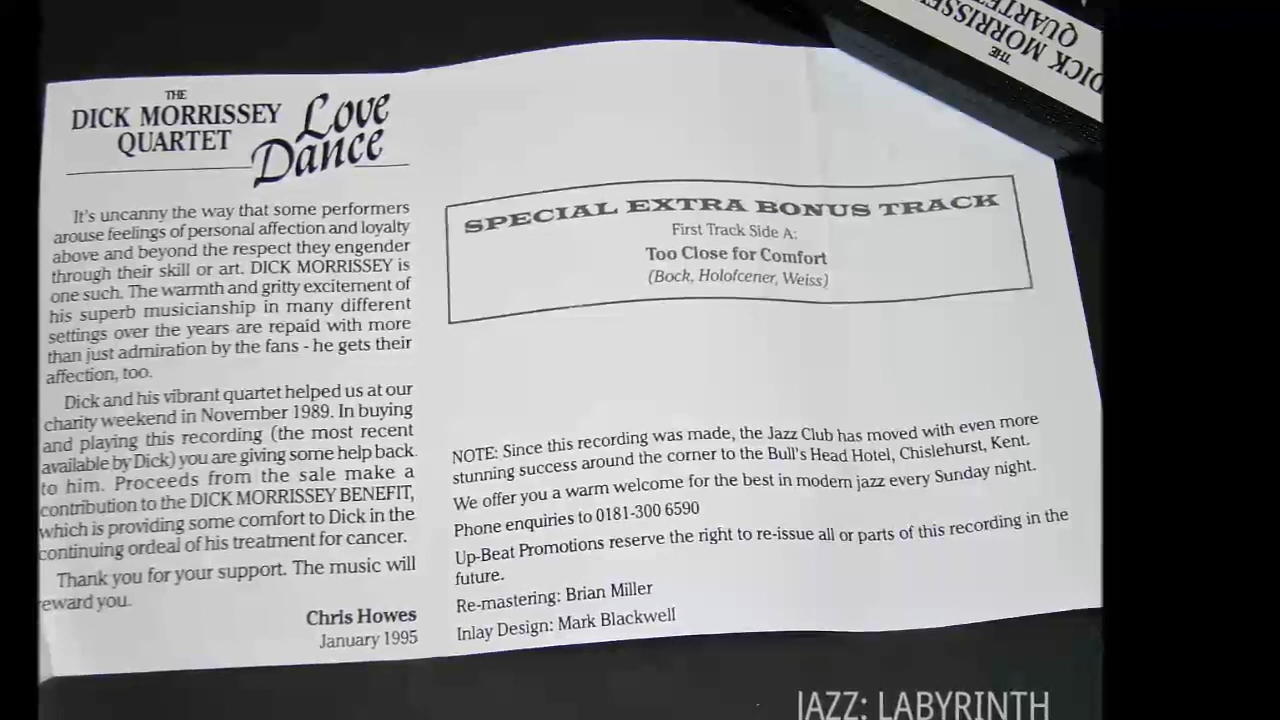 THE
DICK MORRISSEY
QUARTET
Love
Dance
It's uncanny the way that some performers
arouse feelings of personal affection and loyalty
above and beyond the respect they engender
through their skill or art. DICK MORRISSEY is
one such. The warmth and gritty excitement of
his superb musicianship in many different
settings over the years are repaid with more
than just admiration by the fans - he gets their
affection, too.
Dick and his vibrant quartet helped us at our
charity weekend in November 1989. In buying
and playing this recording (the most recent
available by Dick) you are giving some help back
to him. Proceeds from the sale make a
contribution to the DICK MORRISSEY BENEFIT,
which is providing some comfort to Dick in the
continuing ordeal of his treatment for cancer.
Thank you for your support. The music will
eward you.
Chris Howes
January 1995
SPECIAL EXTRA BONUS TRACK
First Track Side A:
Too Close for Comfort
(Bock, Holofcener, Weiss)
NOTE: Since this recording was made, the Jazz Club has moved with even more
stunning success around the corner to the Bull's Head Hotel, Chislehurst, Kent.
We offer you a warm welcome for the best in modern jazz every Sunday night.
Phone enquiries to 0181-300 6590
Up-Beat Promotions reserve the right to re-issue all or parts of this recording in the
future.
Re-mastering: Brian Miller
Inlay Design: Mark Blackwell
THE
DICK MORRISSE
QUARTE
JAZZ: LABYRINTH